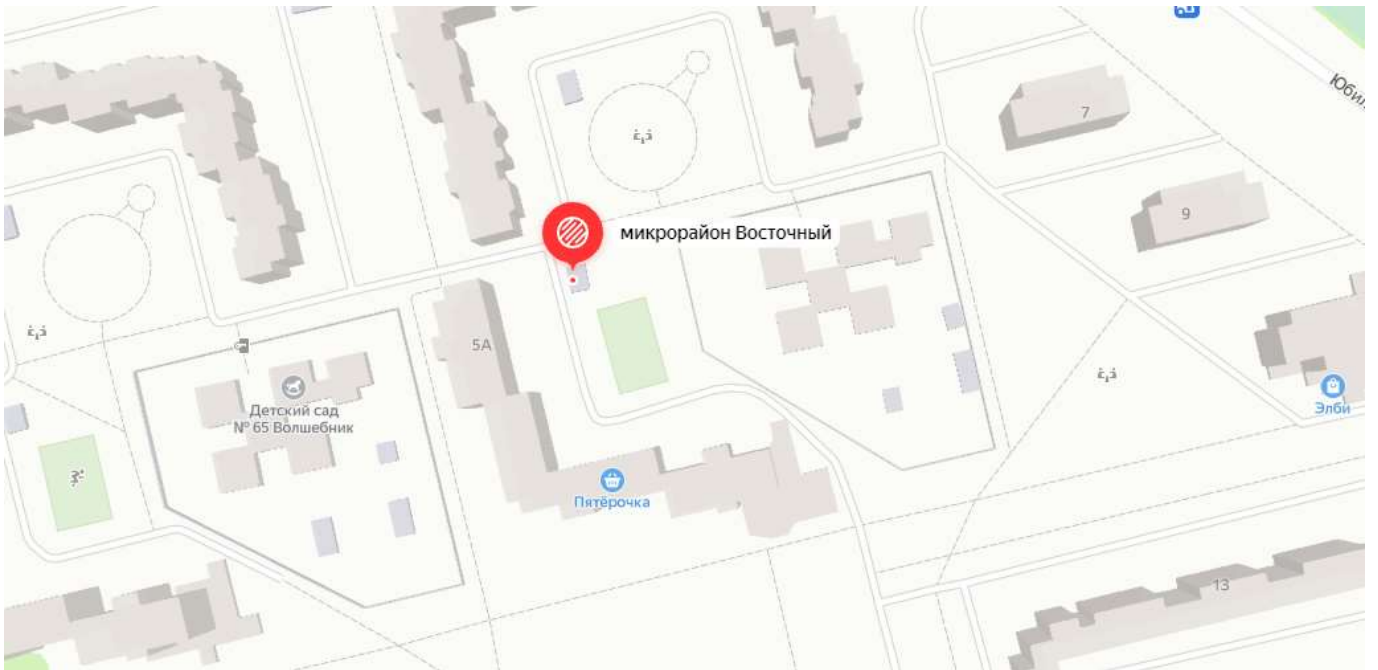 Юбил
7
9
микрорайон Восточный
5А
Детский сад
№ 65 Волшебник
Элби
Пятёрочка
13